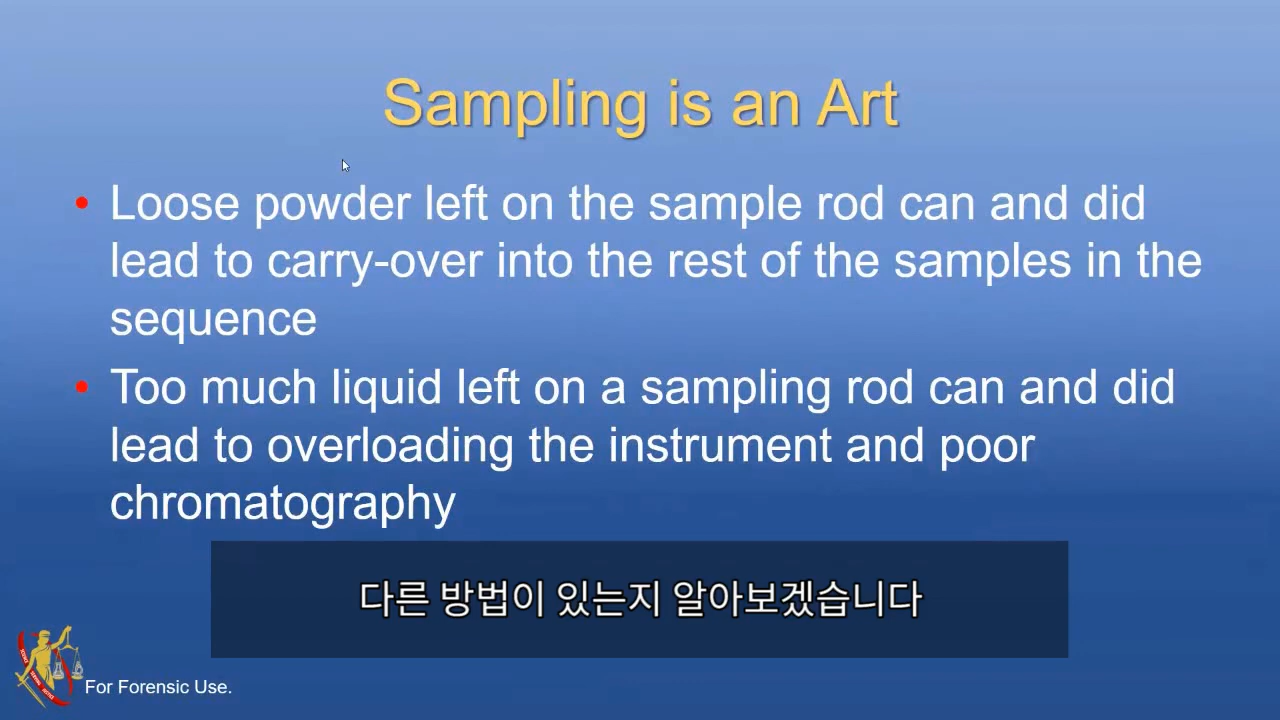 Sampling is an Art
• Loose powder left on the sample rod can and did
lead to carry-over into the rest of the samples in the
sequence
• Too much liquid left on a sampling rod can and did
lead to overloading the instrument and poor
chromatography
다른 방법이 있는지 알아보겠습니다
For Forensic Use.